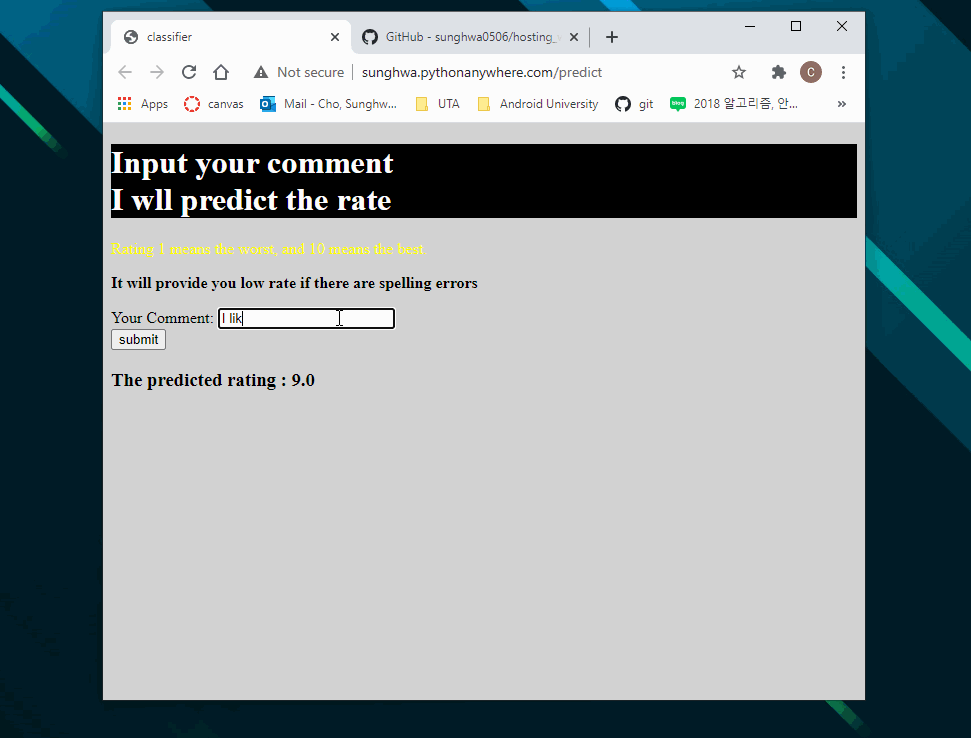 classifier
GitHub - sunghwa0506/hosting_
Not secure sunghwa.pythonanywhere.com/predict
C
Apps canvas Mail - Cho, Sunghw... UTA Android University git blog 2018 알고리즘, 안... »
Input your comment
I wll predict the rate
Rating 1 means the worst, and 10 means the best.
It will provide you low rate if there are spelling errors
Your Comment: I lik
submit
The predicted rating : 9.0